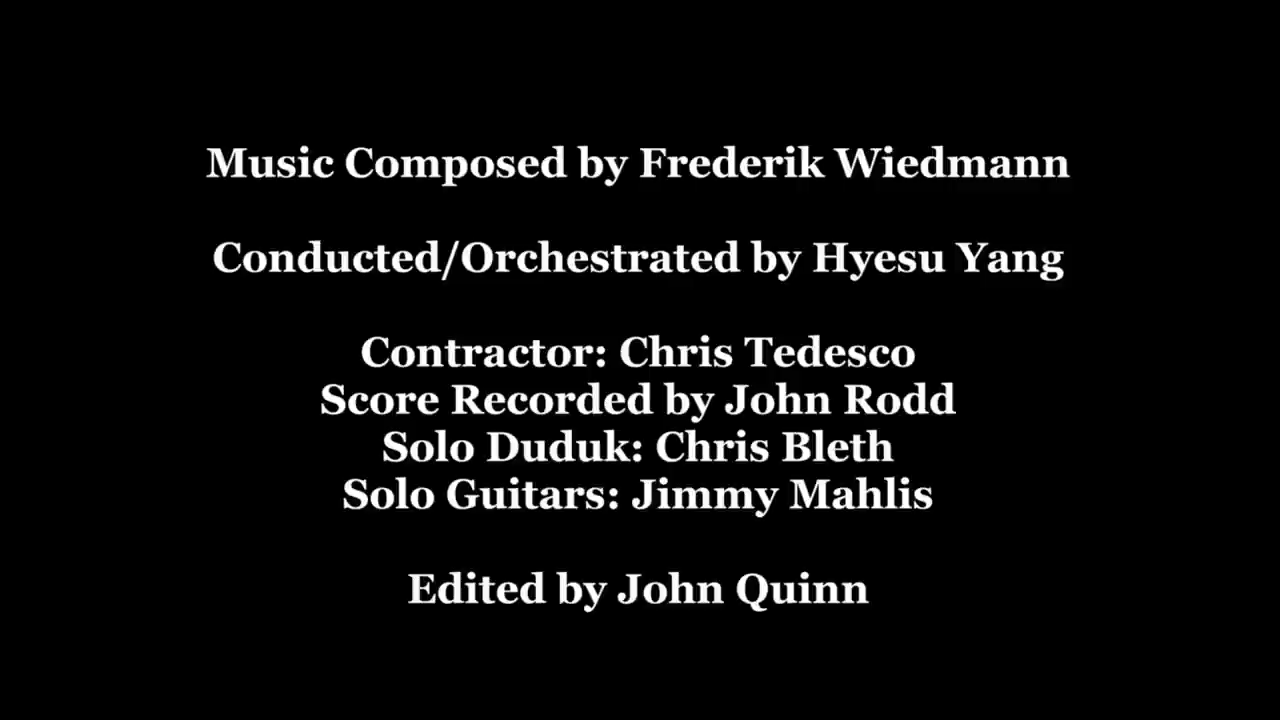 Music Composed by Frederik Wiedmann
Conducted/Orchestrated by Hyesu Yang
Contractor: Chris Tedesco
Score Recorded by John Rodd
Solo Duduk: Chris Bleth
Solo Guitars: Jimmy Mahlis
Edited by John Quinn